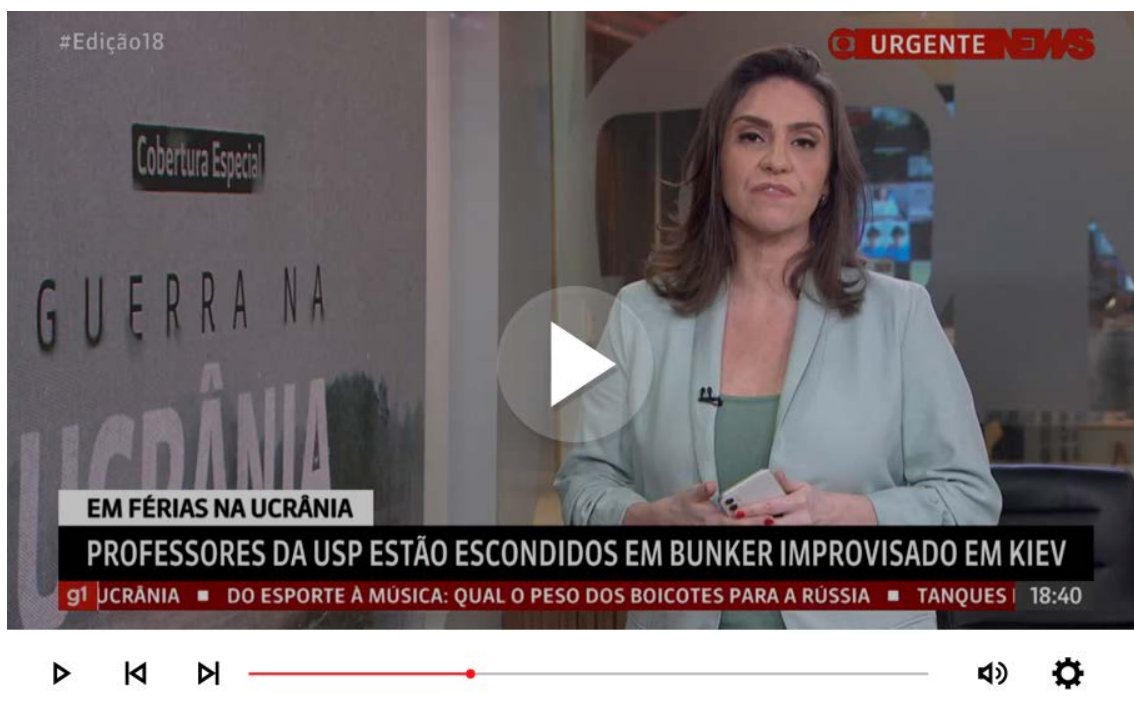 #Edição18
URGENTE NEWS
Cobertura Especial
GUERRA NA
UCRÂNIA
EM FÉRIAS NA UCRÂNIA
PROFESSORES DA USP ESTÃO ESCONDIDOS EM BUNKER IMPROVISADO EM KIEV
g1 UCRÂNIA ■ DO ESPORTE À MÚSICA: QUAL O PESO DOS BOICOTES PARA A RÚSSIA ■ TANQUES 18:40